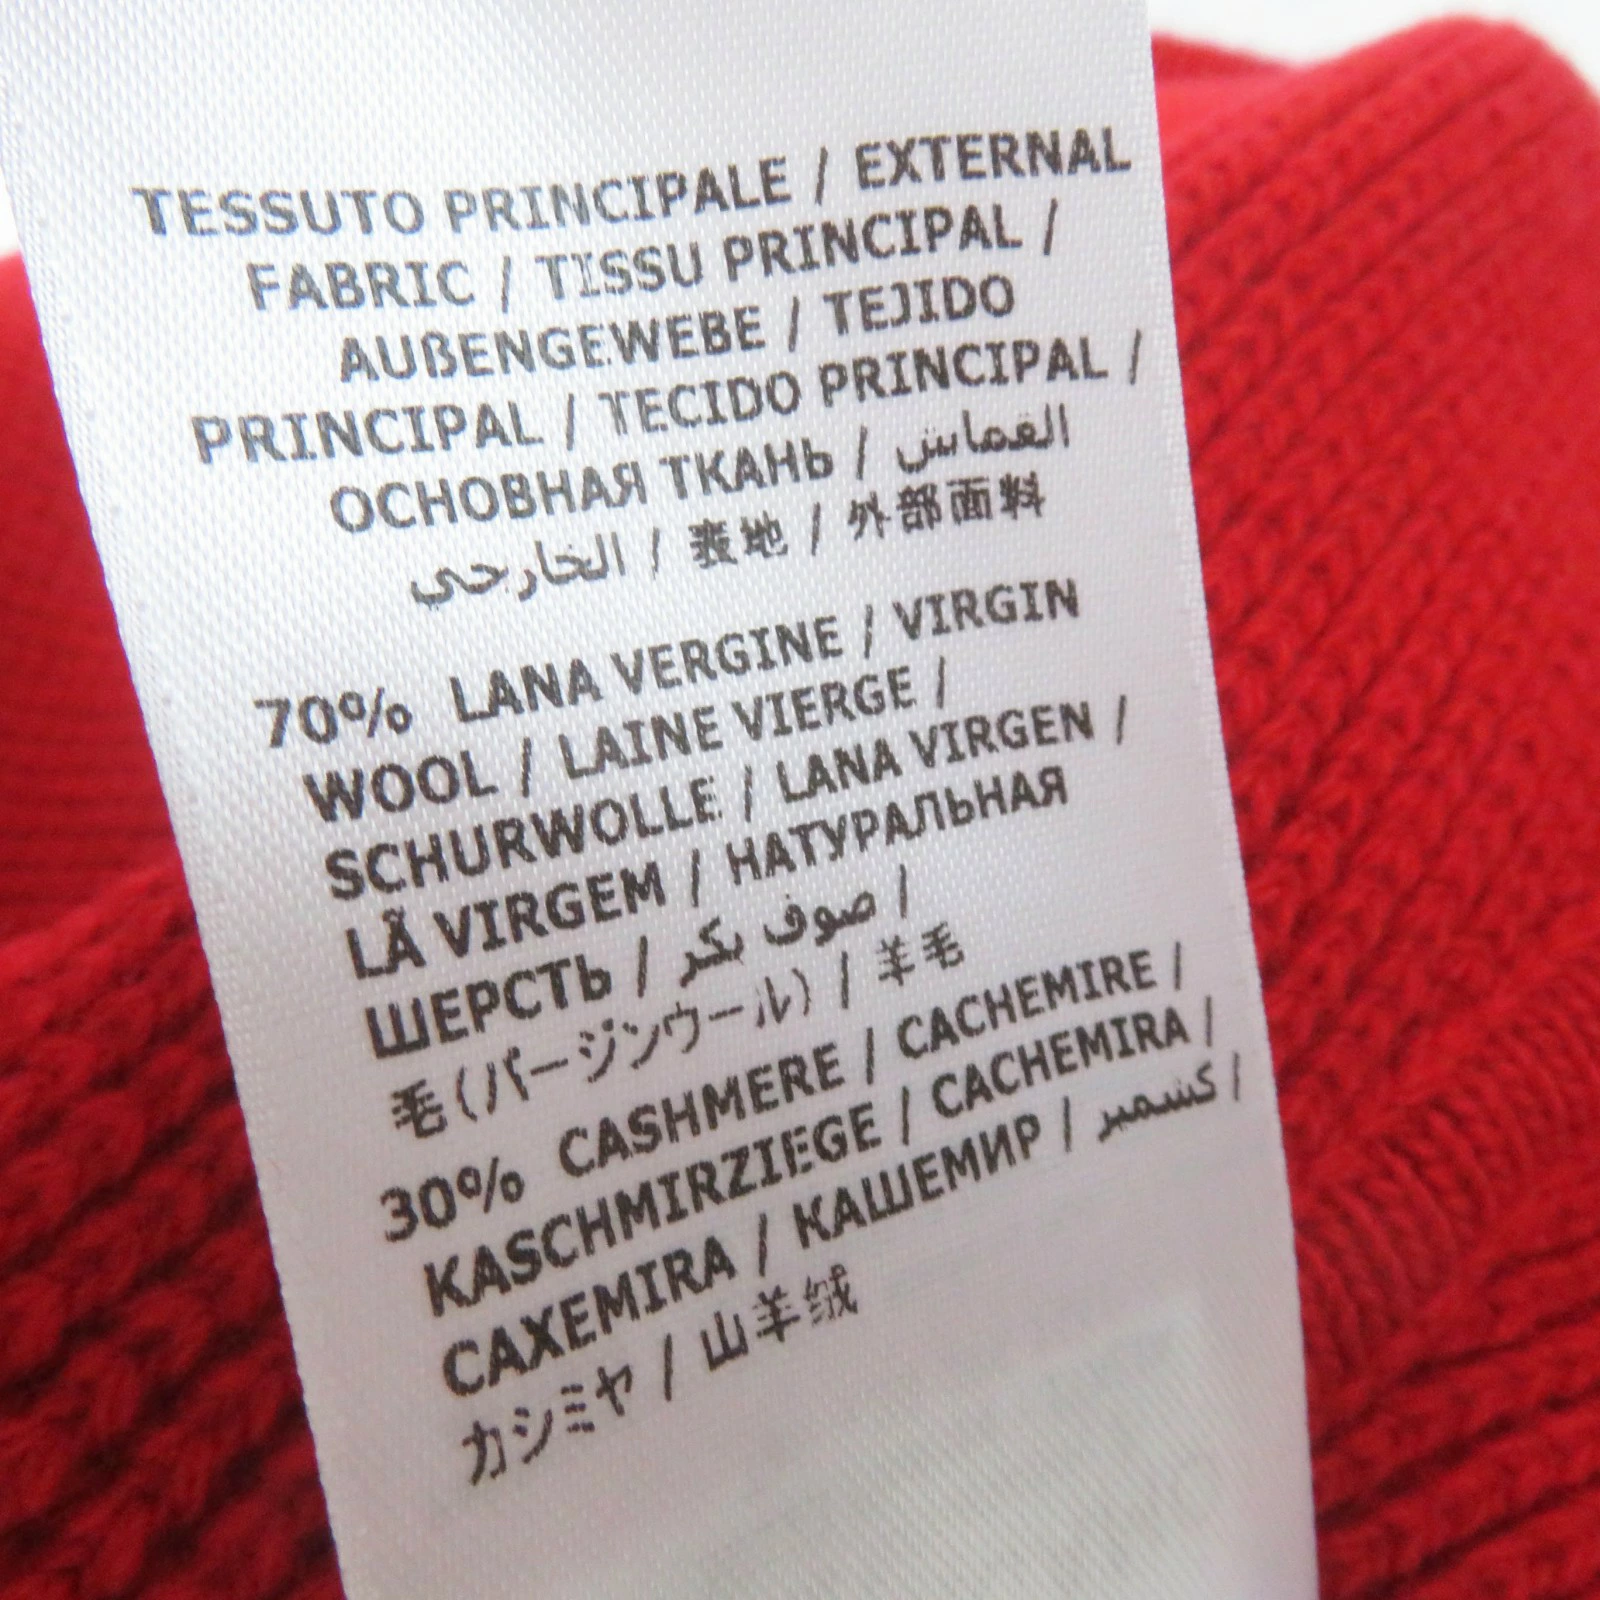 TESSUTO PRINCIPALE / EXTERNAL
FABRIC / TISSU PRINCIPAL /
AUßENGEWEBE / TEJIDO
PRINCIPAL / TECIDO PRINCIPAL /
ОСНОВНАЯ ТКАНЬ / القماش
الخارجي / 表地 / 外部面料
70% LANA VERGINE / VIRGIN
WOOL / LAINE VIERGE /
SCHURWOLLE / LANA VIRGEN /
LÃ VIRGEM / НАТУРАЛЬНАЯ
ШЕРСТЬ / صوف بكر /
毛(バージンウール) / 羊毛
30% CASHMERE / CACHEMIRE /
KASCHMIRZIEGE / CACHEMIRA /
CAXEMIRA / КАШЕМИР / كشمير /
カシミヤ / 山羊绒